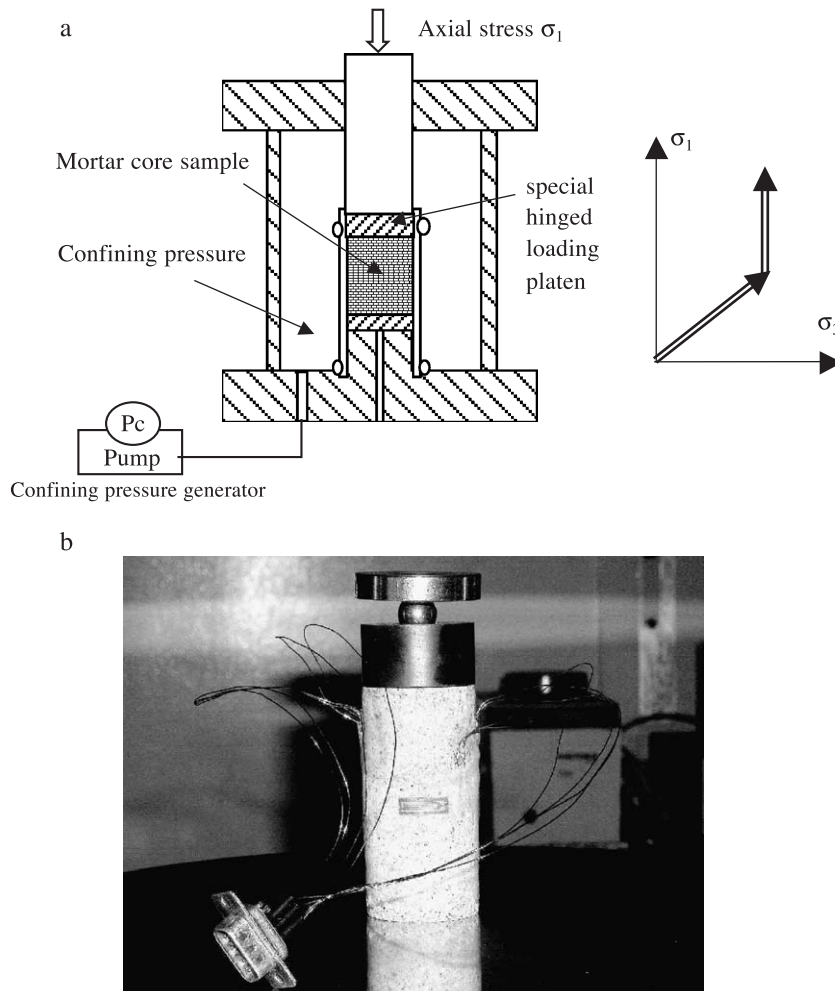 a
Axial stress σ₁
Mortar core sample
special
hinged
loading
platen
Confining pressure
σ₁
Pc
Pump
Confining pressure generator
b